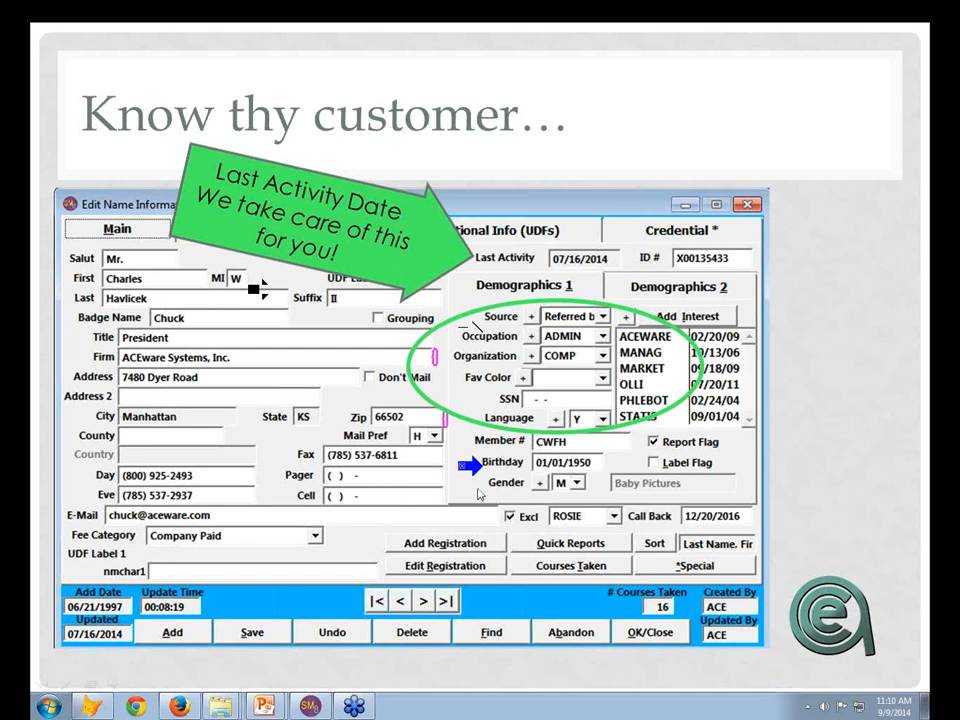 Know thy customer…
Last Activity Date
We take care of this
for you!
Edit Name Informa
Main
tional Info (UDFs)
Credential *
Salut Mr.
Last Activity 07/16/2014 ID # X00135433
First Charles MI W
Last Havlicek Suffix II
Demographics 1 Demographics 2
Badge Name Chuck Grouping
Source + Referred b + Add Interest
Title President
Occupation + ADMIN
ACEWARE 02/20/09
Firm ACEware Systems, Inc.
Organization + COMP
MANAG 10/13/06
Address 7480 Dyer Road Don't Mail
Fav Color +
MARKET 09/18/09
OLLI 07/20/11
Address 2
SSN - -
PHLEBOT 02/24/04
City Manhattan State KS Zip 66502
Language + Y
STATIS 09/01/04
County Mail Pref H
Member # CWFH Report Flag
Country Fax (785) 537-6811
Birthday 01/01/1950 Label Flag
Day (800) 925-2493 Pager ( ) -
Gender + M Baby Pictures
Eve (785) 537-2937 Cell ( ) -
E-Mail chuck@aceware.com Excl ROSIE Call Back 12/20/2016
Fee Category Company Paid
Add Registration Quick Reports Sort Last Name. Fir
UDF Label 1
nmchar1
Edit Registration Courses Taken *Special
Add Date Update Time # Courses Taken Created By
06/21/1997 00:08:19 |< < > >| 16 ACE
Updated Updated By
07/16/2014 Add Save Undo Delete Find Abandon OK/Close ACE
11:10 AM
9/9/2014